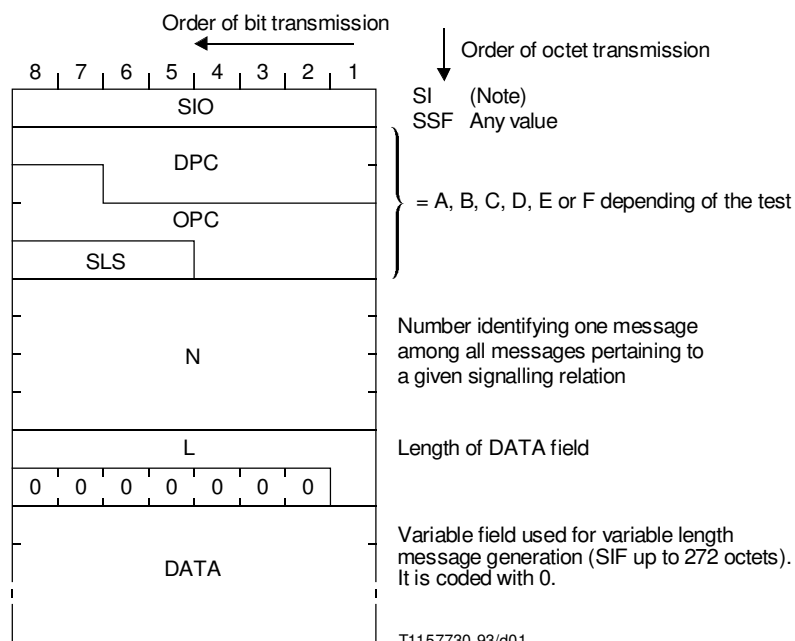 Order of bit transmission
Order of octet transmission
8 7 6 5 4 3 2 1
SIO
SI (Note)
SSF Any value
DPC
= A, B, C, D, E or F depending of the test
OPC
SLS
N
Number identifying one message
among all messages pertaining to
a given signalling relation
L
Length of DATA field
0 0 0 0 0 0 0
DATA
Variable field used for variable length
message generation (SIF up to 272 octets).
It is coded with 0.
T1157730-93/d01